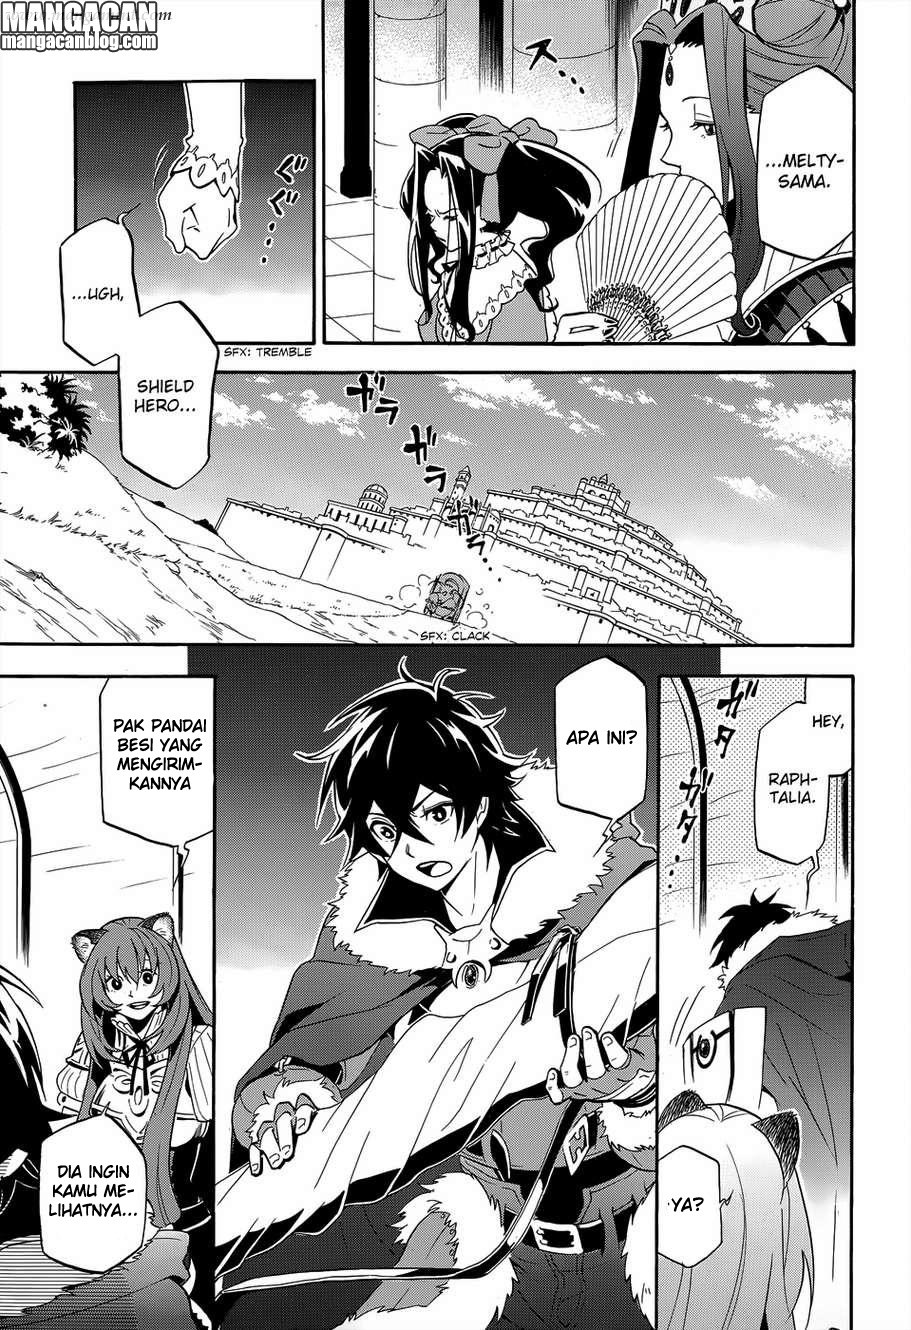 MANGACAN
mangacanblog.com
...MELTY-
SAMA.
ス...
ぐぐ...
...UGH,
SFX: TREMBLE
SHIELD
HERO...
ガラガラ...
SFX: CLACK
HEY,
RAPH-
TALIA.
ガタガタ
YA?
APA INI?
PAK PANDAI
BESI YANG
MENGIRIM-
KANNYA
DIA INGIN
KAMU ME-
LIHATNYA...